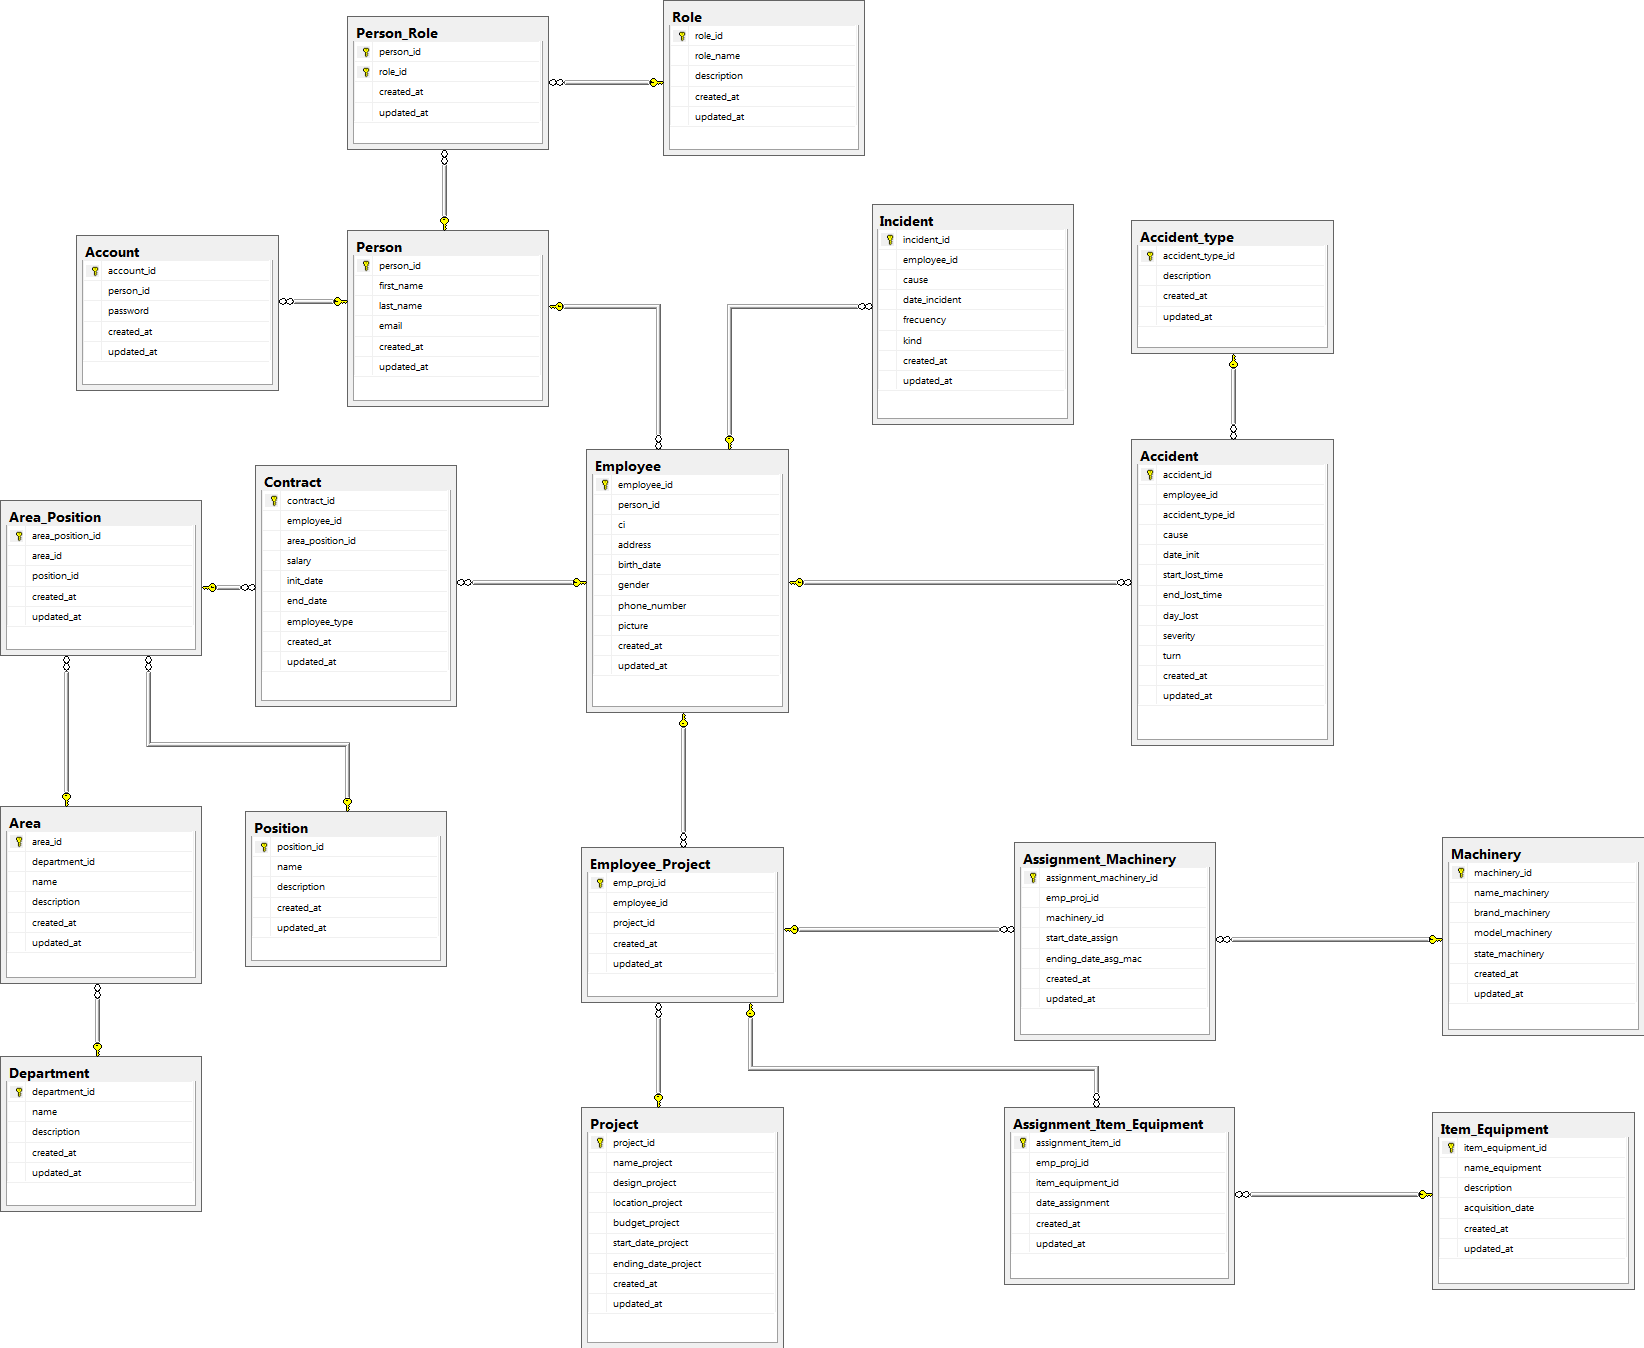 Role
role_id
role_name
description
created_at
updated_at
Person_Role
person_id
role_id
created_at
updated_at
Incident
incident_id
employee_id
cause
date_incident
frecuency
kind
created_at
updated_at
Accident_type
accident_type_id
description
created_at
updated_at
Account
account_id
person_id
password
created_at
updated_at
Person
person_id
first_name
last_name
email
created_at
updated_at
Accident
accident_id
employee_id
accident_type_id
cause
date_init
start_lost_time
end_lost_time
day_lost
severity
turn
created_at
updated_at
Employee
employee_id
person_id
ci
address
birth_date
gender
phone_number
picture
created_at
updated_at
Contract
contract_id
employee_id
area_position_id
salary
init_date
end_date
employee_type
created_at
updated_at
Area_Position
area_position_id
area_id
position_id
created_at
updated_at
Area
area_id
department_id
name
description
created_at
updated_at
Position
position_id
name
description
created_at
updated_at
Employee_Project
emp_proj_id
employee_id
project_id
created_at
updated_at
Assignment_Machinery
assignment_machinery_id
emp_proj_id
machinery_id
start_date_assign
ending_date_asg_mac
created_at
updated_at
Machinery
machinery_id
name_machinery
brand_machinery
model_machinery
state_machinery
created_at
updated_at
Department
department_id
name
description
created_at
updated_at
Project
project_id
name_project
design_project
location_project
budget_project
start_date_project
ending_date_project
created_at
updated_at
Assignment_Item_Equipment
assignment_item_id
emp_proj_id
item_equipment_id
date_assignment
created_at
updated_at
Item_Equipment
item_equipment_id
name_equipment
description
acquisition_date
created_at
updated_at